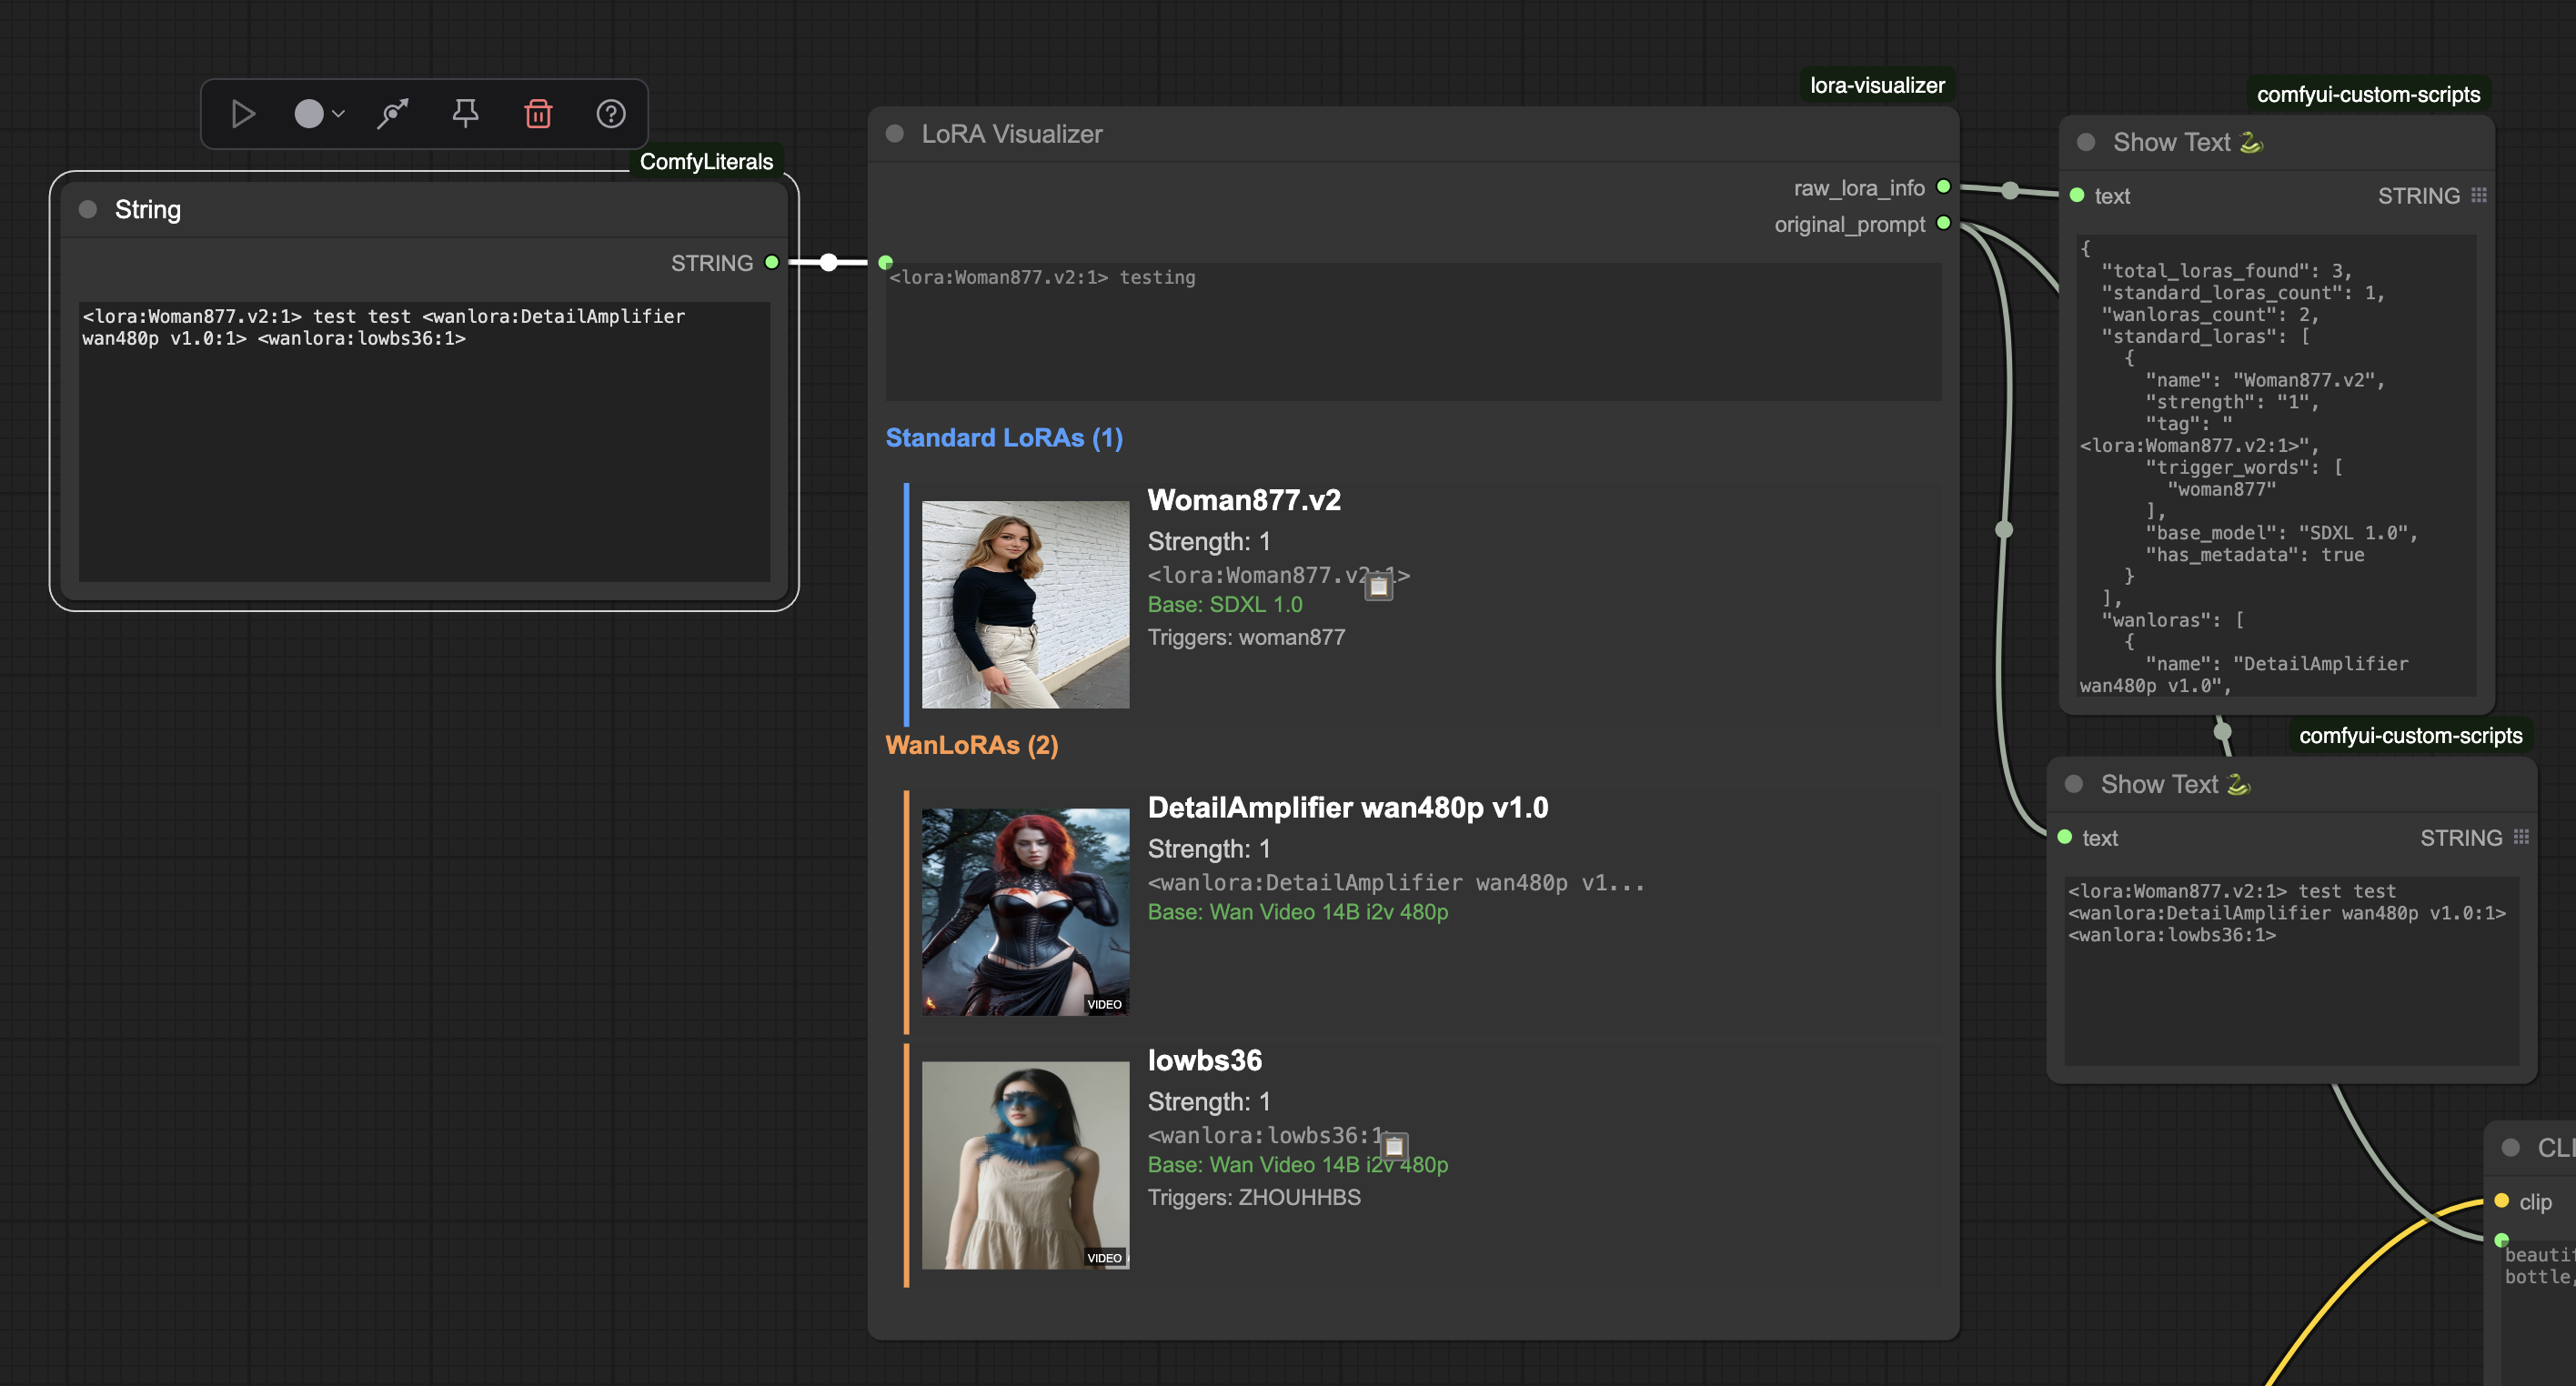 ComfyLiterals
String
STRING
<lora:Woman877.v2:1> test test <wanlora:DetailAmplifier
wan480p v1.0:1> <wanlora:lowbs36:1>
lora-visualizer
LoRA Visualizer
raw_lora_info
original_prompt
<lora:Woman877.v2:1> testing
Standard LoRAs (1)
Woman877.v2
Strength: 1
<lora:Woman877.v2:1>
Base: SDXL 1.0
Triggers: woman877
WanLoRAs (2)
DetailAmplifier wan480p v1.0
Strength: 1
<wanlora:DetailAmplifier wan480p v1...
Base: Wan Video 14B i2v 480p
VIDEO
lowbs36
Strength: 1
<wanlora:lowbs36:1
Base: Wan Video 14B i2v 480p
Triggers: ZHOUHHBS
VIDEO
comfyui-custom-scripts
Show Text 🐍
text STRING
{
"total_loras_found": 3,
"standard_loras_count": 1,
"wanloras_count": 2,
"standard_loras": [
{
"name": "Woman877.v2",
"strength": "1",
"tag": "
<lora:Woman877.v2:1>",
"trigger_words": [
"woman877"
],
"base_model": "SDXL 1.0",
"has_metadata": true
}
],
"wanloras": [
{
"name": "DetailAmplifier
wan480p v1.0",
comfyui-custom-scripts
Show Text 🐍
text STRING
<lora:Woman877.v2:1> test test
<wanlora:DetailAmplifier wan480p v1.0:1>
<wanlora:lowbs36:1>
clip
bottle,